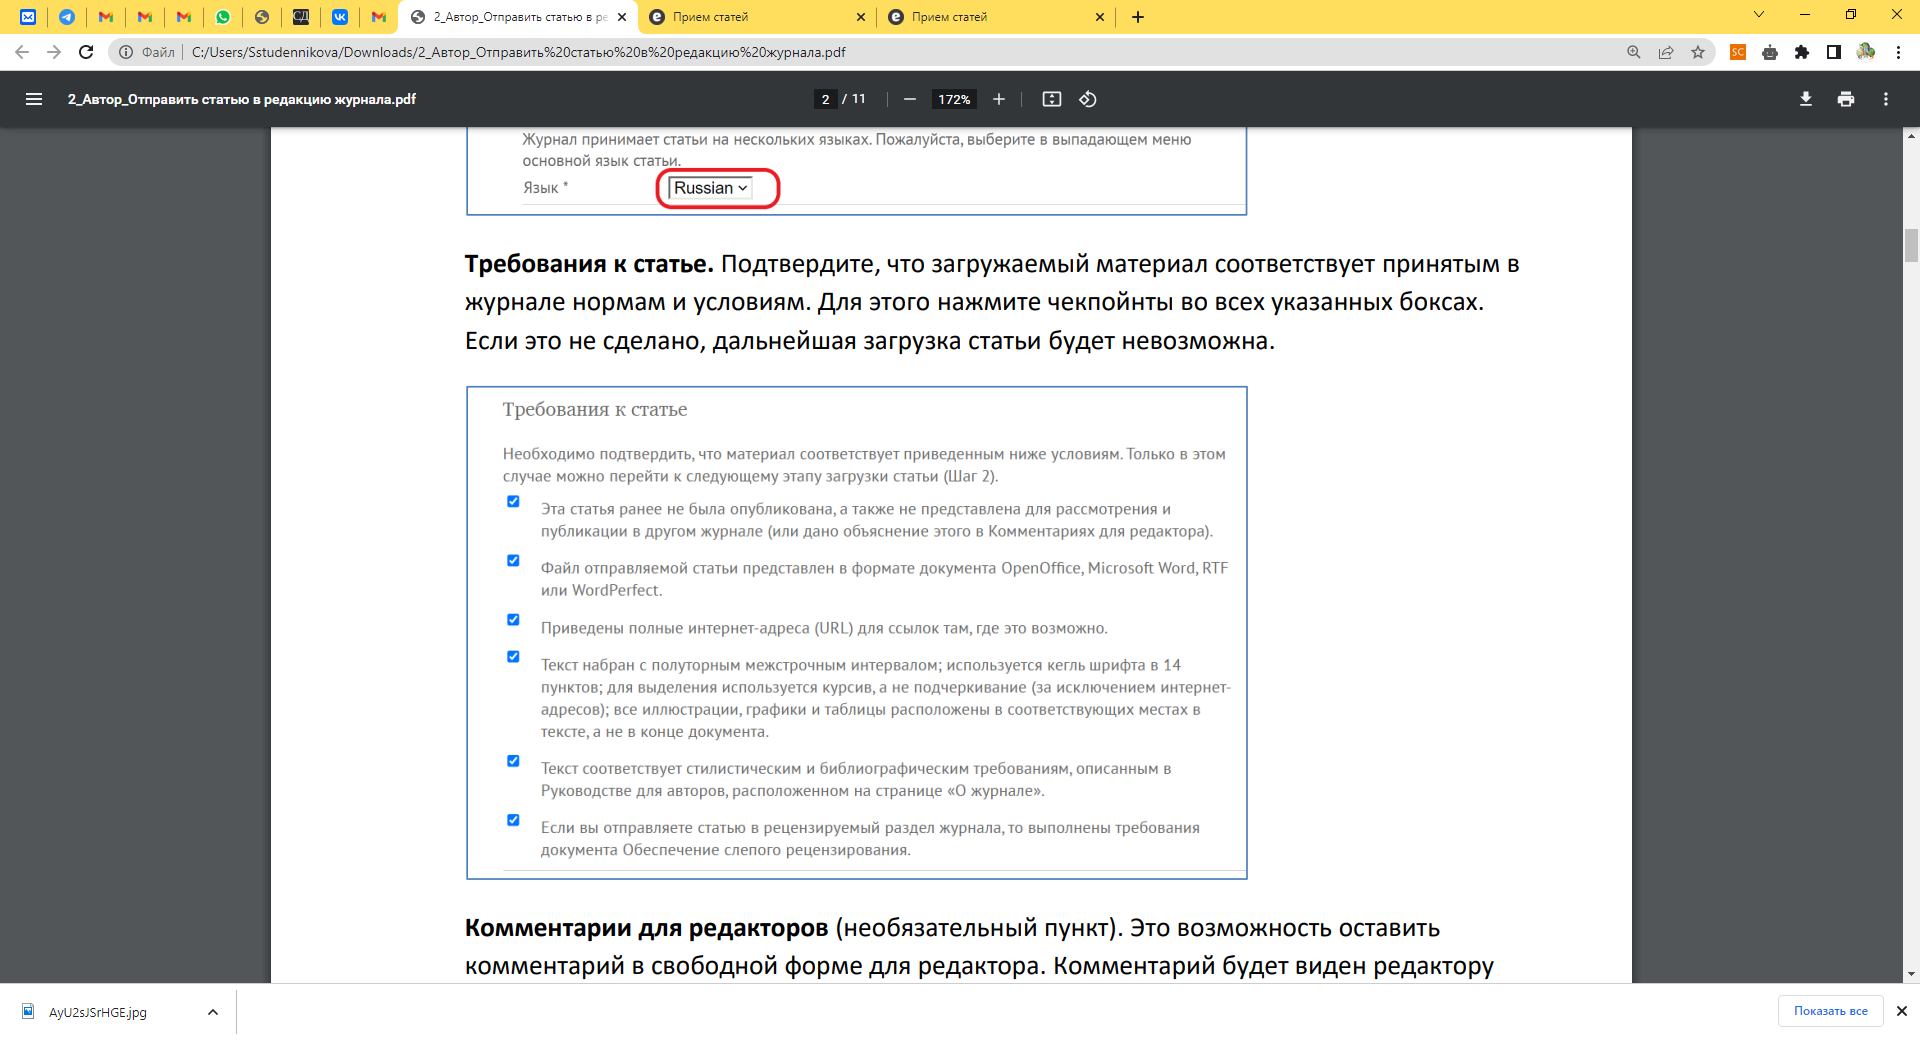 2_Автор_Отправить статью в ре
Прием статей
Прием статей
Файл
C:/Users/Sstudennikova/Downloads/2_Автор_Отправить%20статью%20в%20редакцию%20журнала.pdf
2_Автор_Отправить статью в редакцию журнала.pdf
2 / 11
172%
Журнал принимает статьи на нескольких языках. Пожалуйста, выберите в выпадающем меню
основной язык статьи.
Язык *
Russian
Требования к статье. Подтвердите, что загружаемый материал соответствует принятым в
журнале нормам и условиям. Для этого нажмите чекпойнты во всех указанных боксах.
Если это не сделано, дальнейшая загрузка статьи будет невозможна.
Требования к статье
Необходимо подтвердить, что материал соответствует приведенным ниже условиям. Только в этом
случае можно перейти к следующему этапу загрузки статьи (Шаг 2).
Эта статья ранее не была опубликована, а также не представлена для рассмотрения и
публикации в другом журнале (или дано объяснение этого в Комментариях для редактора).
Файл отправляемой статьи представлен в формате документа OpenOffice, Microsoft Word, RTF
или WordPerfect.
Приведены полные интернет-адреса (URL) для ссылок там, где это возможно.
Текст набран с полуторным межстрочным интервалом; используется кегль шрифта в 14
пунктов; для выделения используется курсив, а не подчеркивание (за исключением интернет-
адресов); все иллюстрации, графики и таблицы расположены в соответствующих местах в
тексте, а не в конце документа.
Текст соответствует стилистическим и библиографическим требованиям, описанным в
Руководстве для авторов, расположенном на странице «О журнале».
Если вы отправляете статью в рецензируемый раздел журнала, то выполнены требования
документа Обеспечение слепого рецензирования.
Комментарии для редакторов (необязательный пункт). Это возможность оставить
комментарий в свободной форме для редактора. Комментарий будет виден редактору
AyU2sJSrHGE.jpg
Показать все